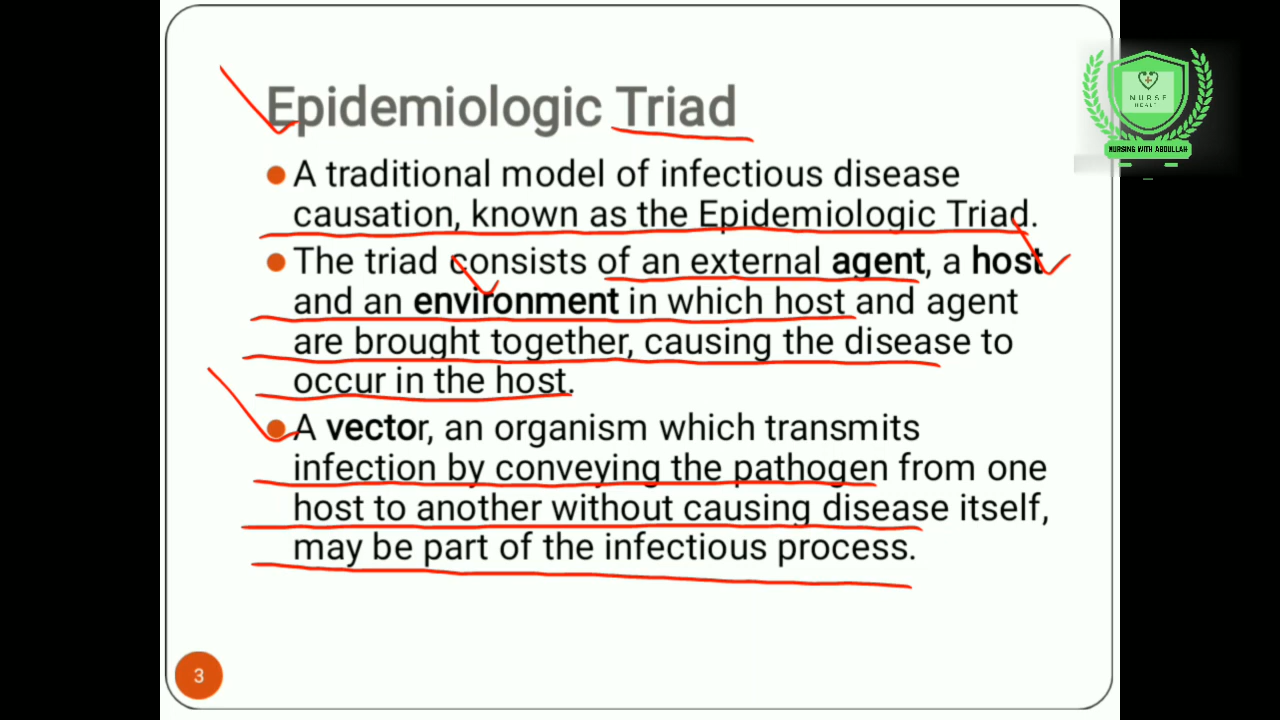 Epidemiologic Triad
A traditional model of infectious disease
causation, known as the Epidemiologic Triad.
The triad consists of an external agent, a host
and an environment in which host and agent
are brought together, causing the disease to
occur in the host.
A vector, an organism which transmits
infection by conveying the pathogen from one
host to another without causing disease itself,
may be part of the infectious process.
3
NURSE
HEALT
NURSING WITH ABDULLAH